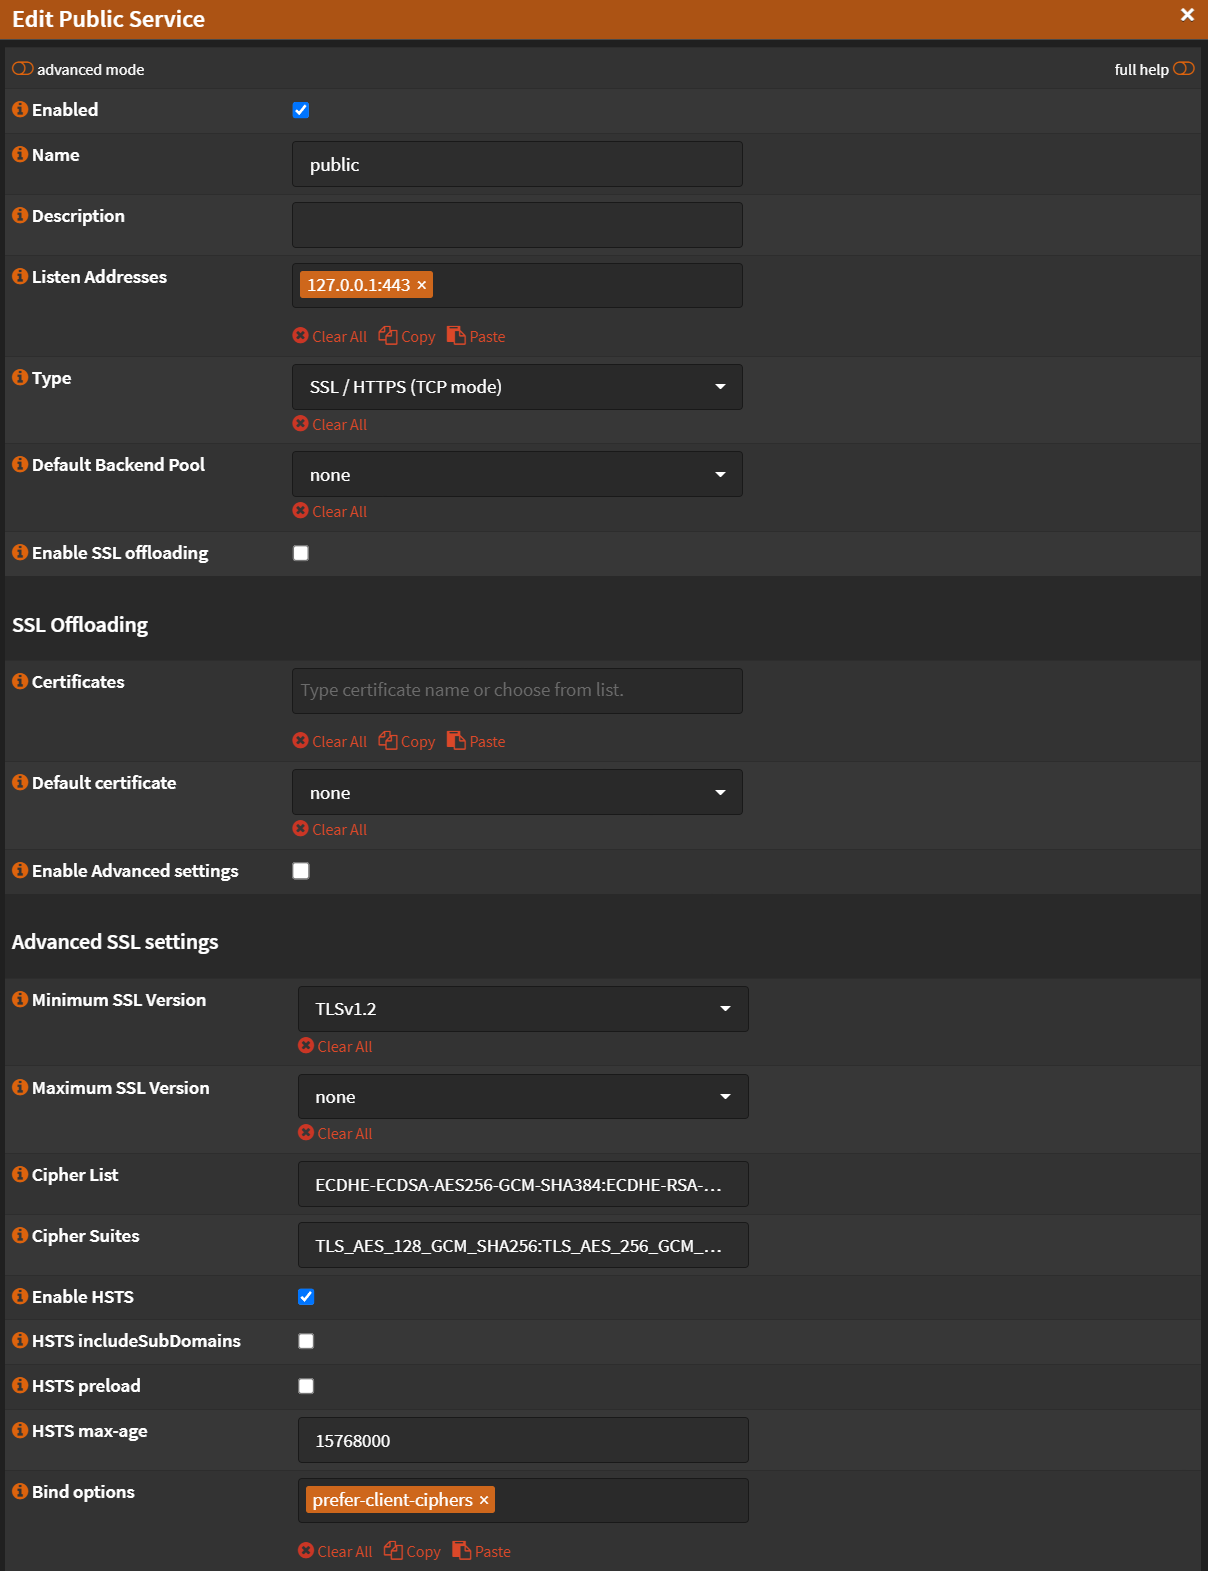 Edit Public Service ×
advanced mode full help
Enabled
Name public
Description
Listen Addresses 127.0.0.1:443 ×
Clear All Copy Paste
Type SSL / HTTPS (TCP mode)
Clear All
Default Backend Pool none
Clear All
Enable SSL offloading
SSL Offloading
Certificates Type certificate name or choose from list.
Clear All Copy Paste
Default certificate none
Clear All
Enable Advanced settings
Advanced SSL settings
Minimum SSL Version TLSv1.2
Clear All
Maximum SSL Version none
Clear All
Cipher List ECDHE-ECDSA-AES256-GCM-SHA384:ECDHE-RSA-...
Cipher Suites TLS_AES_128_GCM_SHA256:TLS_AES_256_GCM_...
Enable HSTS
HSTS includeSubDomains
HSTS preload
HSTS max-age 15768000
Bind options prefer-client-ciphers ×
Clear All Copy Paste